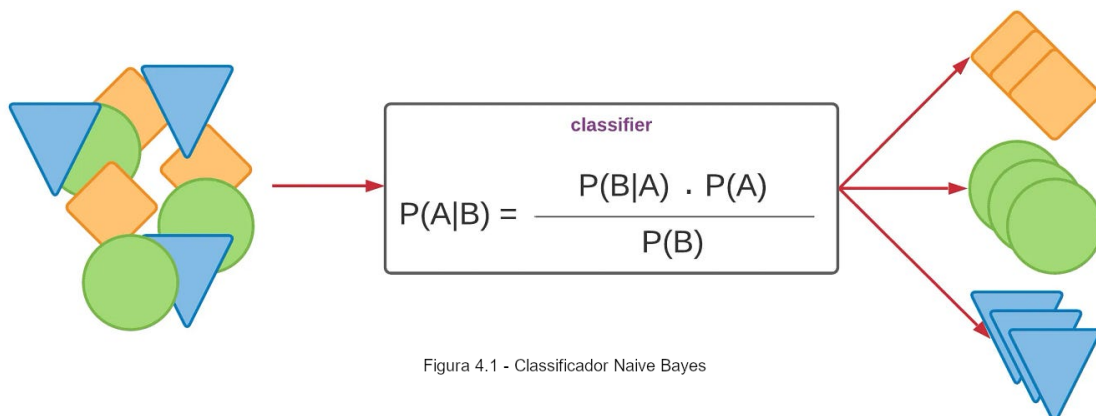 classifier
P(A|B) = P(B|A) . P(A)
P(B)
Figura 4.1 - Classificador Naive Bayes